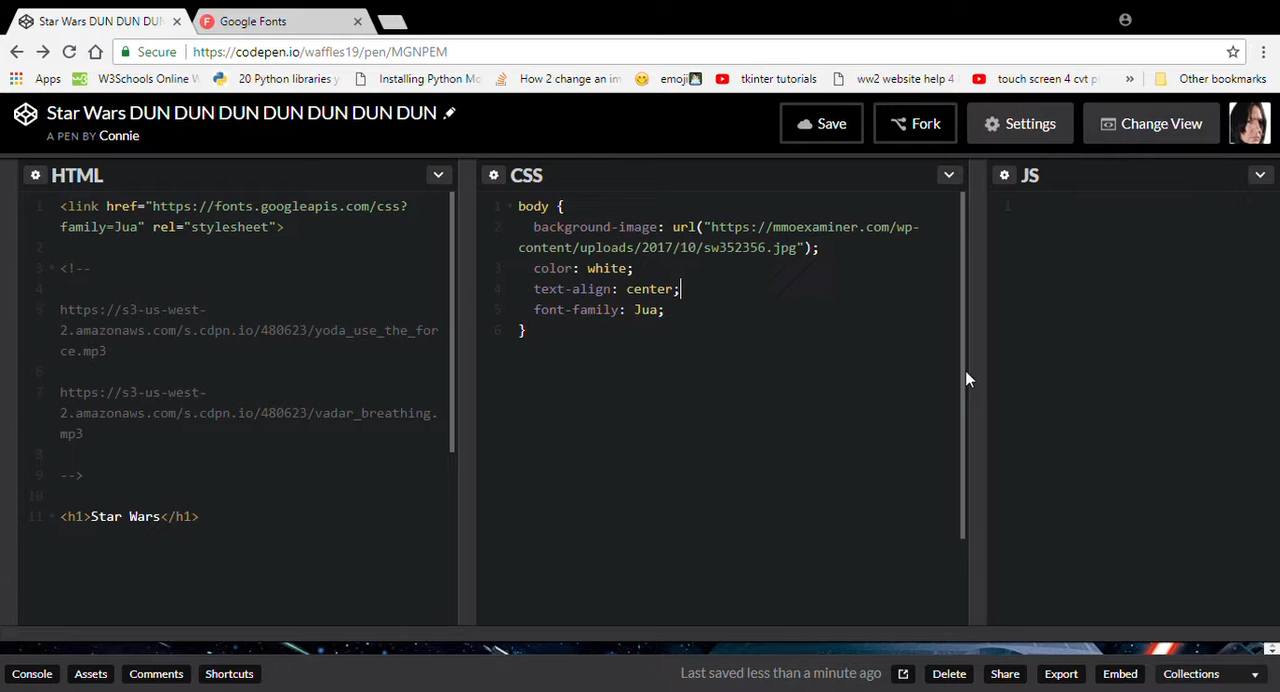 Star Wars DUN DUN DUN
Google Fonts
Secure
https://codepen.io/waffles19/pen/MGNPEM
Apps
W3Schools Online
20 Python libraries y
Installing Python Mo
How 2 change an im
emoji
tkinter tutorials
ww2 website help 4
touch screen 4 cvt p
»
Other bookmarks
Star Wars DUN DUN DUN DUN DUN DUN DUN
A PEN BY Connie
Save
Fork
Settings
Change View
HTML
1 <link href="https://fonts.googleapis.com/css?
family=Jua" rel="stylesheet">
2
3 <!--
4
5 https://s3-us-west-
2.amazonaws.com/s.cdpn.io/480623/yoda_use_the_for
ce.mp3
6
7 https://s3-us-west-
2.amazonaws.com/s.cdpn.io/480623/vadar_breathing.
mp3
8
9 -->
10
11 <h1>Star Wars</h1>
CSS
1 body {
2 background-image: url("https://mmoexaminer.com/wp-
content/uploads/2017/10/sw352356.jpg");
3 color: white;
4 text-align: center;
5 font-family: Jua;
6 }
JS
1
Console
Assets
Comments
Shortcuts
Last saved less than a minute ago
Delete
Share
Export
Embed
Collections